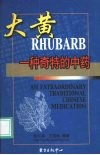 大黄
RHUBARB
一种奇特的中药
AN EXTRAORDINARY
TRADITIONAL
CHINESE
MEDICATION